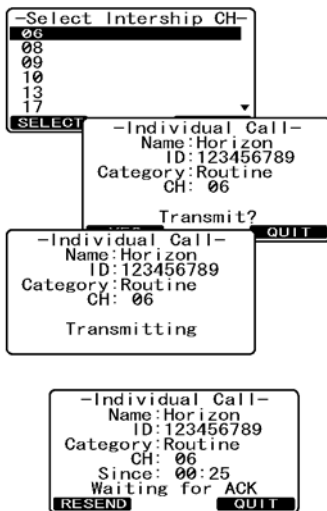 -Select Intership CH-
06
08
09
10
13
17
SELECT
-Individual Call-
Name:Horizon
ID:123456789
Category:Routine
CH: 06
Transmit?
QUIT
-Individual Call-
Name:Horizon
ID:123456789
Category:Routine
CH: 06
Transmitting
-Individual Call-
Name:Horizon
ID:123456789
Category:Routine
CH: 06
Since: 00:25
Waiting for ACK
RESEND QUIT